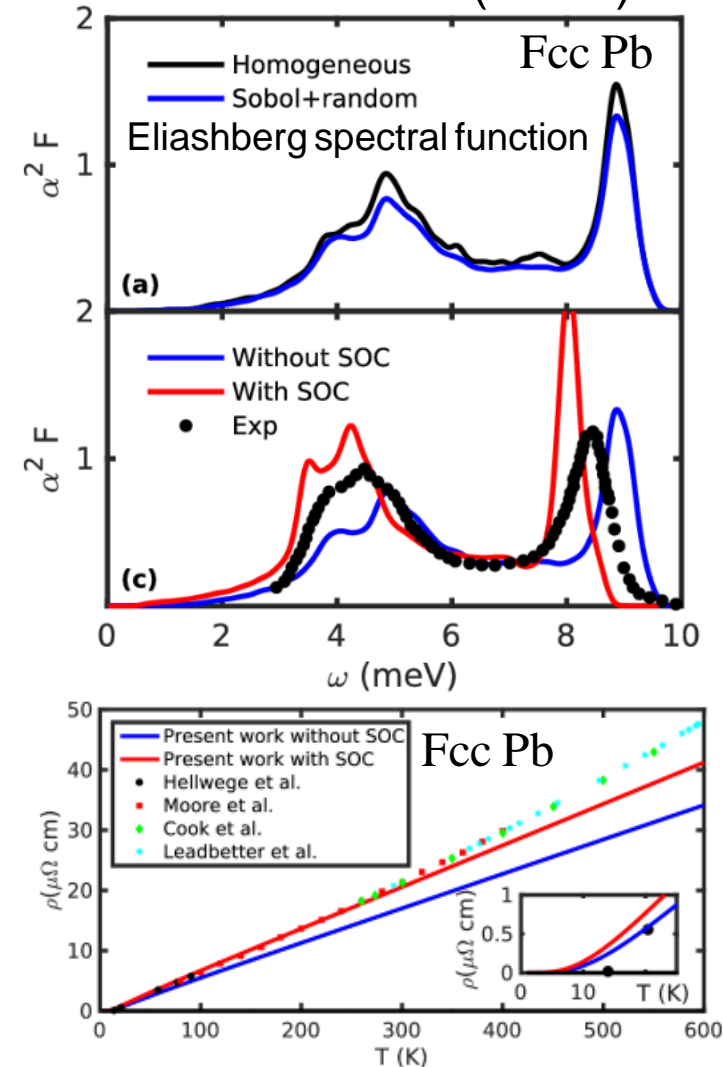 2
Fcc Pb
Homogeneous
Sobol+random
Eliashberg spectral function
α² F
1
(a)
2
Without SOC
With SOC
Exp
α² F
1
(c)
0 2 4 6 8 10
ω (meV)
50
Present work without SOC
Present work with SOC
Hellwege et al.
Moore et al.
Cook et al.
Leadbetter et al.
Fcc Pb
40
30
20
10
0
ρ(μΩ cm)
1
0.5
0
ρ(μΩ cm)
0 10 T (K)
0 100 200 300 400 500 600
T (K)